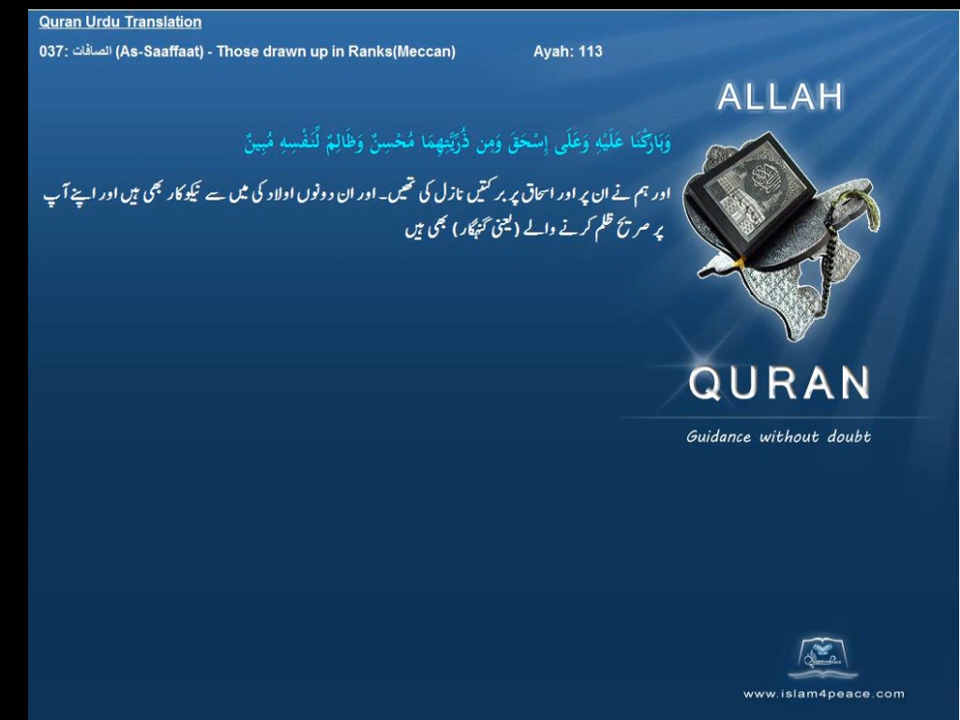 Quran Urdu Translation
037: الصافات (As-Saaffaat) - Those drawn up in Ranks(Meccan) Ayah: 113
ALLAH
وَبَارَكْنَا عَلَيْهِ وَعَلَى إِسْحَقَ وَمِن ذُرِّيَّتِهِمَا مُحْسِنٌ وَظَالِمٌ لِّنَفْسِهِ مُبِينٌ
اور ہم نے ان پر اور اسحاق پر برکتیں نازل کی تھیں۔ اور ان دونوں اولاد کی میں سے نیکوکار بھی ہیں اور اپنے آپ
پر صریح ظلم کرنے والے (یعنی گنہگار) بھی ہیں
QURAN
Guidance without doubt
www.islam4peace.com